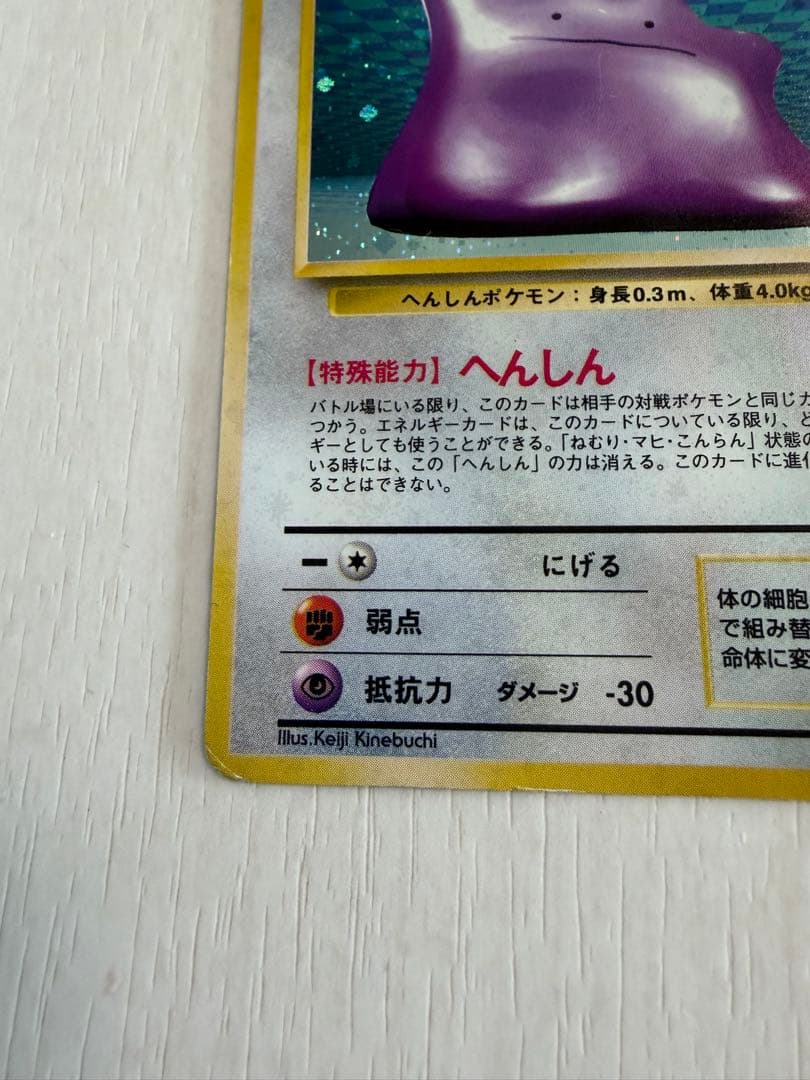 へんしんポケモン：身長0.3m、体重4.0kg
【特殊能力】へんしん
バトル場にいる限り、このカードは相手の対戦ポケモンと同じカ
つかう。エネルギーカードは、このカードについている限り、ど
ギーとしても使うことができる。「ねむり・マヒ・こんらん」状態の
いる時には、この「へんしん」の力は消える。このカードに進化
ることはできない。
にげる
弱点
体の細胞
で組み替
命体に変
抵抗力 ダメージ -30
Illus.Keiji Kinebuchi